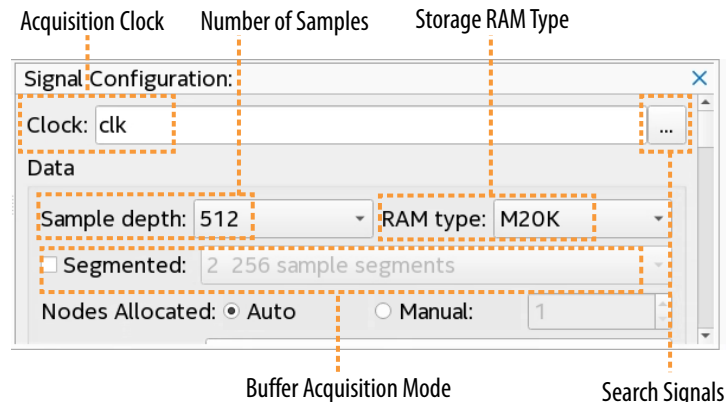 Acquisition Clock Number of Samples Storage RAM Type
Signal Configuration:
Clock: clk ...
Data
Sample depth: 512 RAM type: M20K
Segmented: 2 256 sample segments
Nodes Allocated: Auto Manual: 1
Buffer Acquisition Mode Search Signals